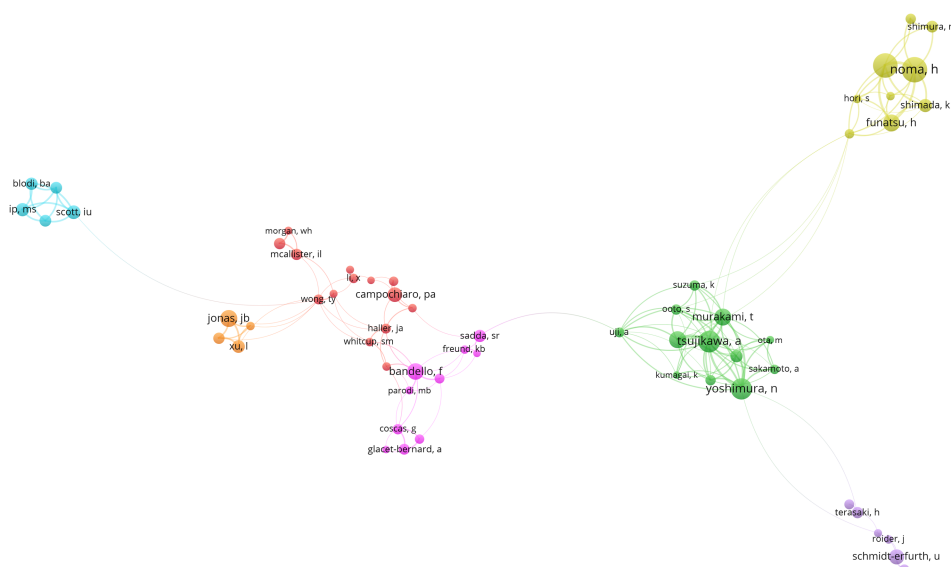 shimura,
noma, h
hori, s
shimada, k
funatsu, h
blodi, ba
ip, ms
scott, iu
morgan, wh
mcallister, il
li, x
campochiaro, pa
wong, ty
jonas, jb
xu, l
haller, ja
whitcup, sm
sadda, sr
freund, kb
bandello, f
parodi, mb
coscas, g
glacet-bernard, a
suzuma, k
ooto, s
murakami, t
uji, a
tsujikawa, a
ota, m
kumagai, k
sakamoto, a
yoshimura, n
terasaki, h
roider, j
schmidt-erfurth, u